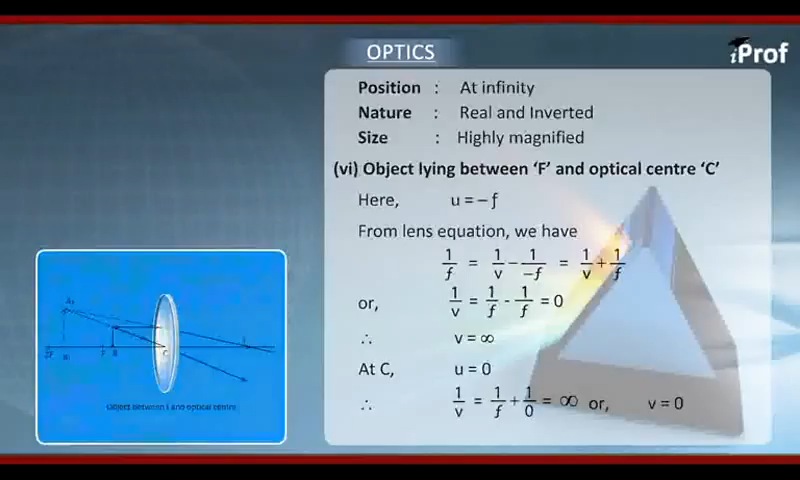 OPTICS
iProf
Position : At infinity
Nature : Real and Inverted
Size : Highly magnified
(vi) Object lying between ‘F’ and optical centre ‘C’
Here, u = – f
From lens equation, we have
1/f = 1/v – 1/–f = 1/v + 1/f
or, 1/v = 1/f - 1/f = 0
∴ v = ∞
At C, u = 0
∴ 1/v = 1/f + 1/0 = ∞ or, v = 0
2F F B C
Object between f and optical centre